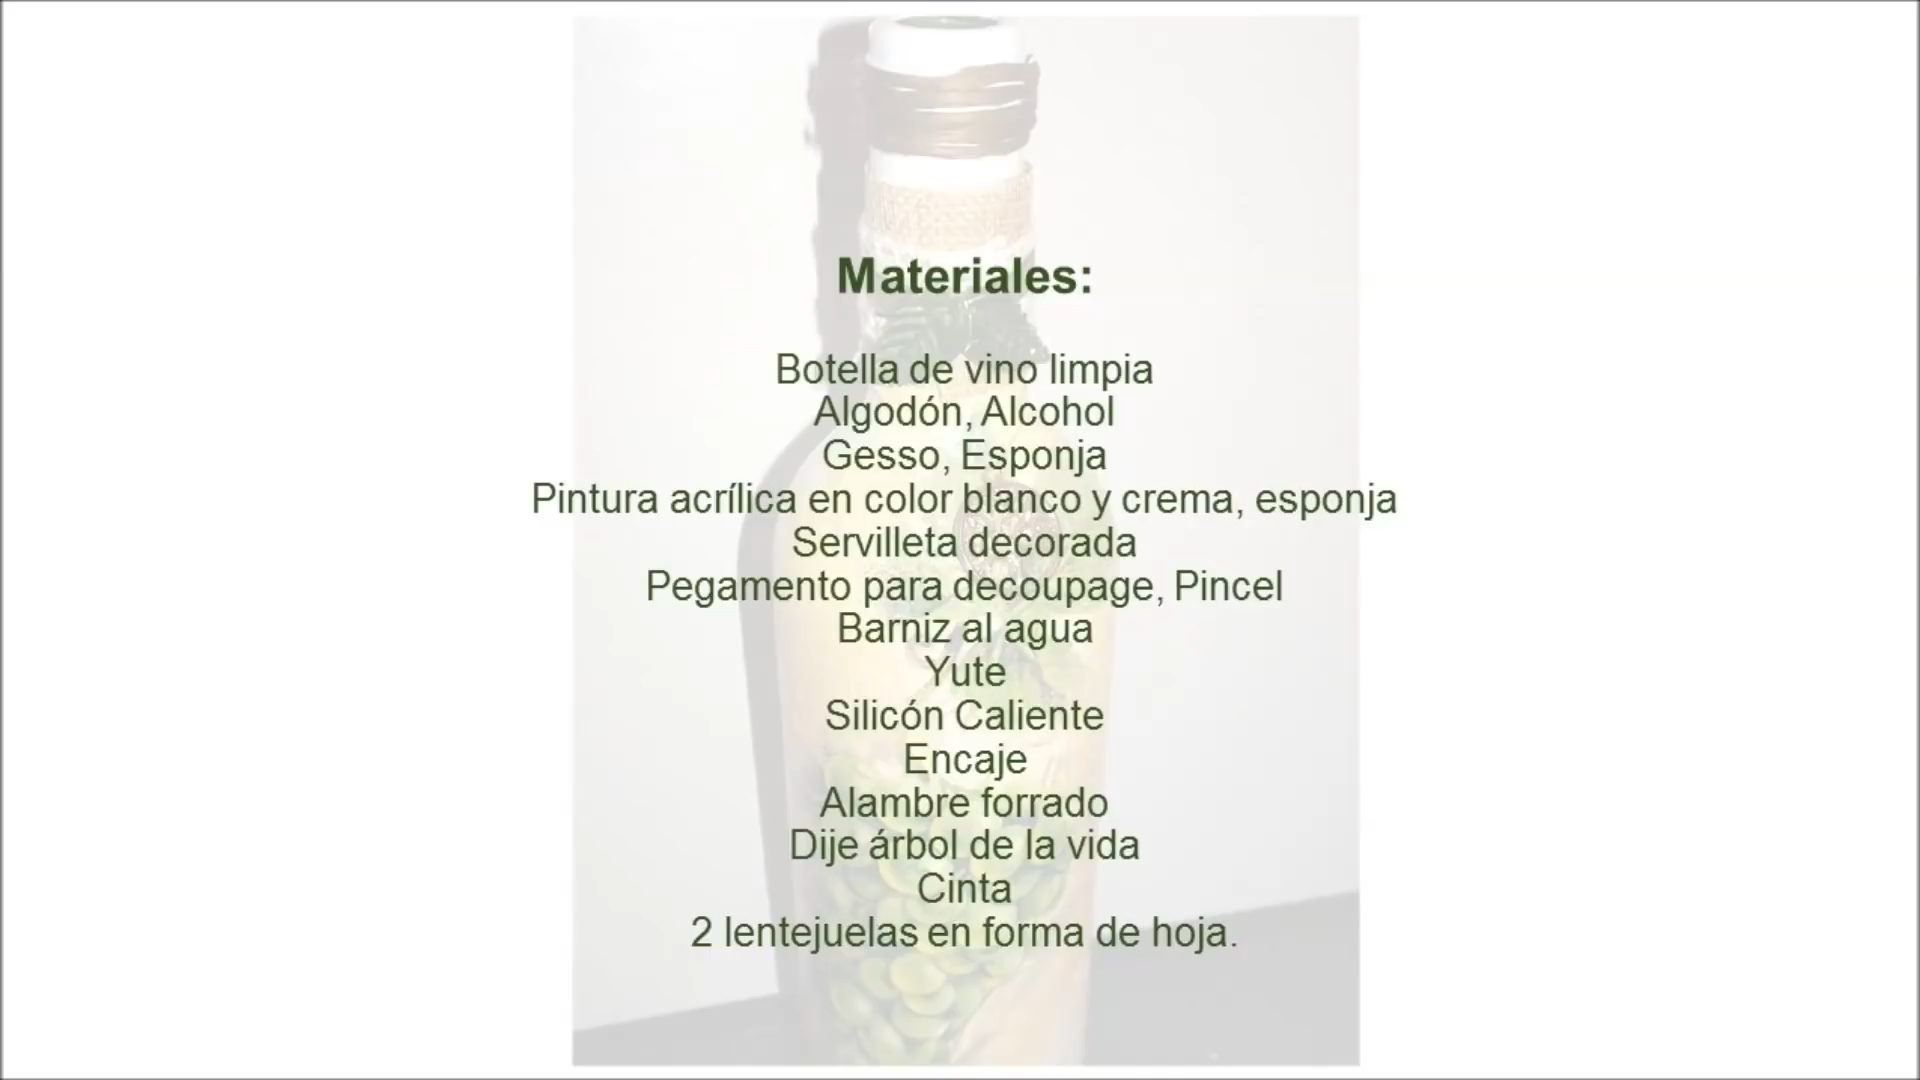 Materiales:
Botella de vino limpia
Algodón, Alcohol
Gesso, Esponja
Pintura acrílica en color blanco y crema, esponja
Servilleta decorada
Pegamento para decoupage, Pincel
Barniz al agua
Yute
Silicón Caliente
Encaje
Alambre forrado
Dije árbol de la vida
Cinta
2 lentejuelas en forma de hoja.